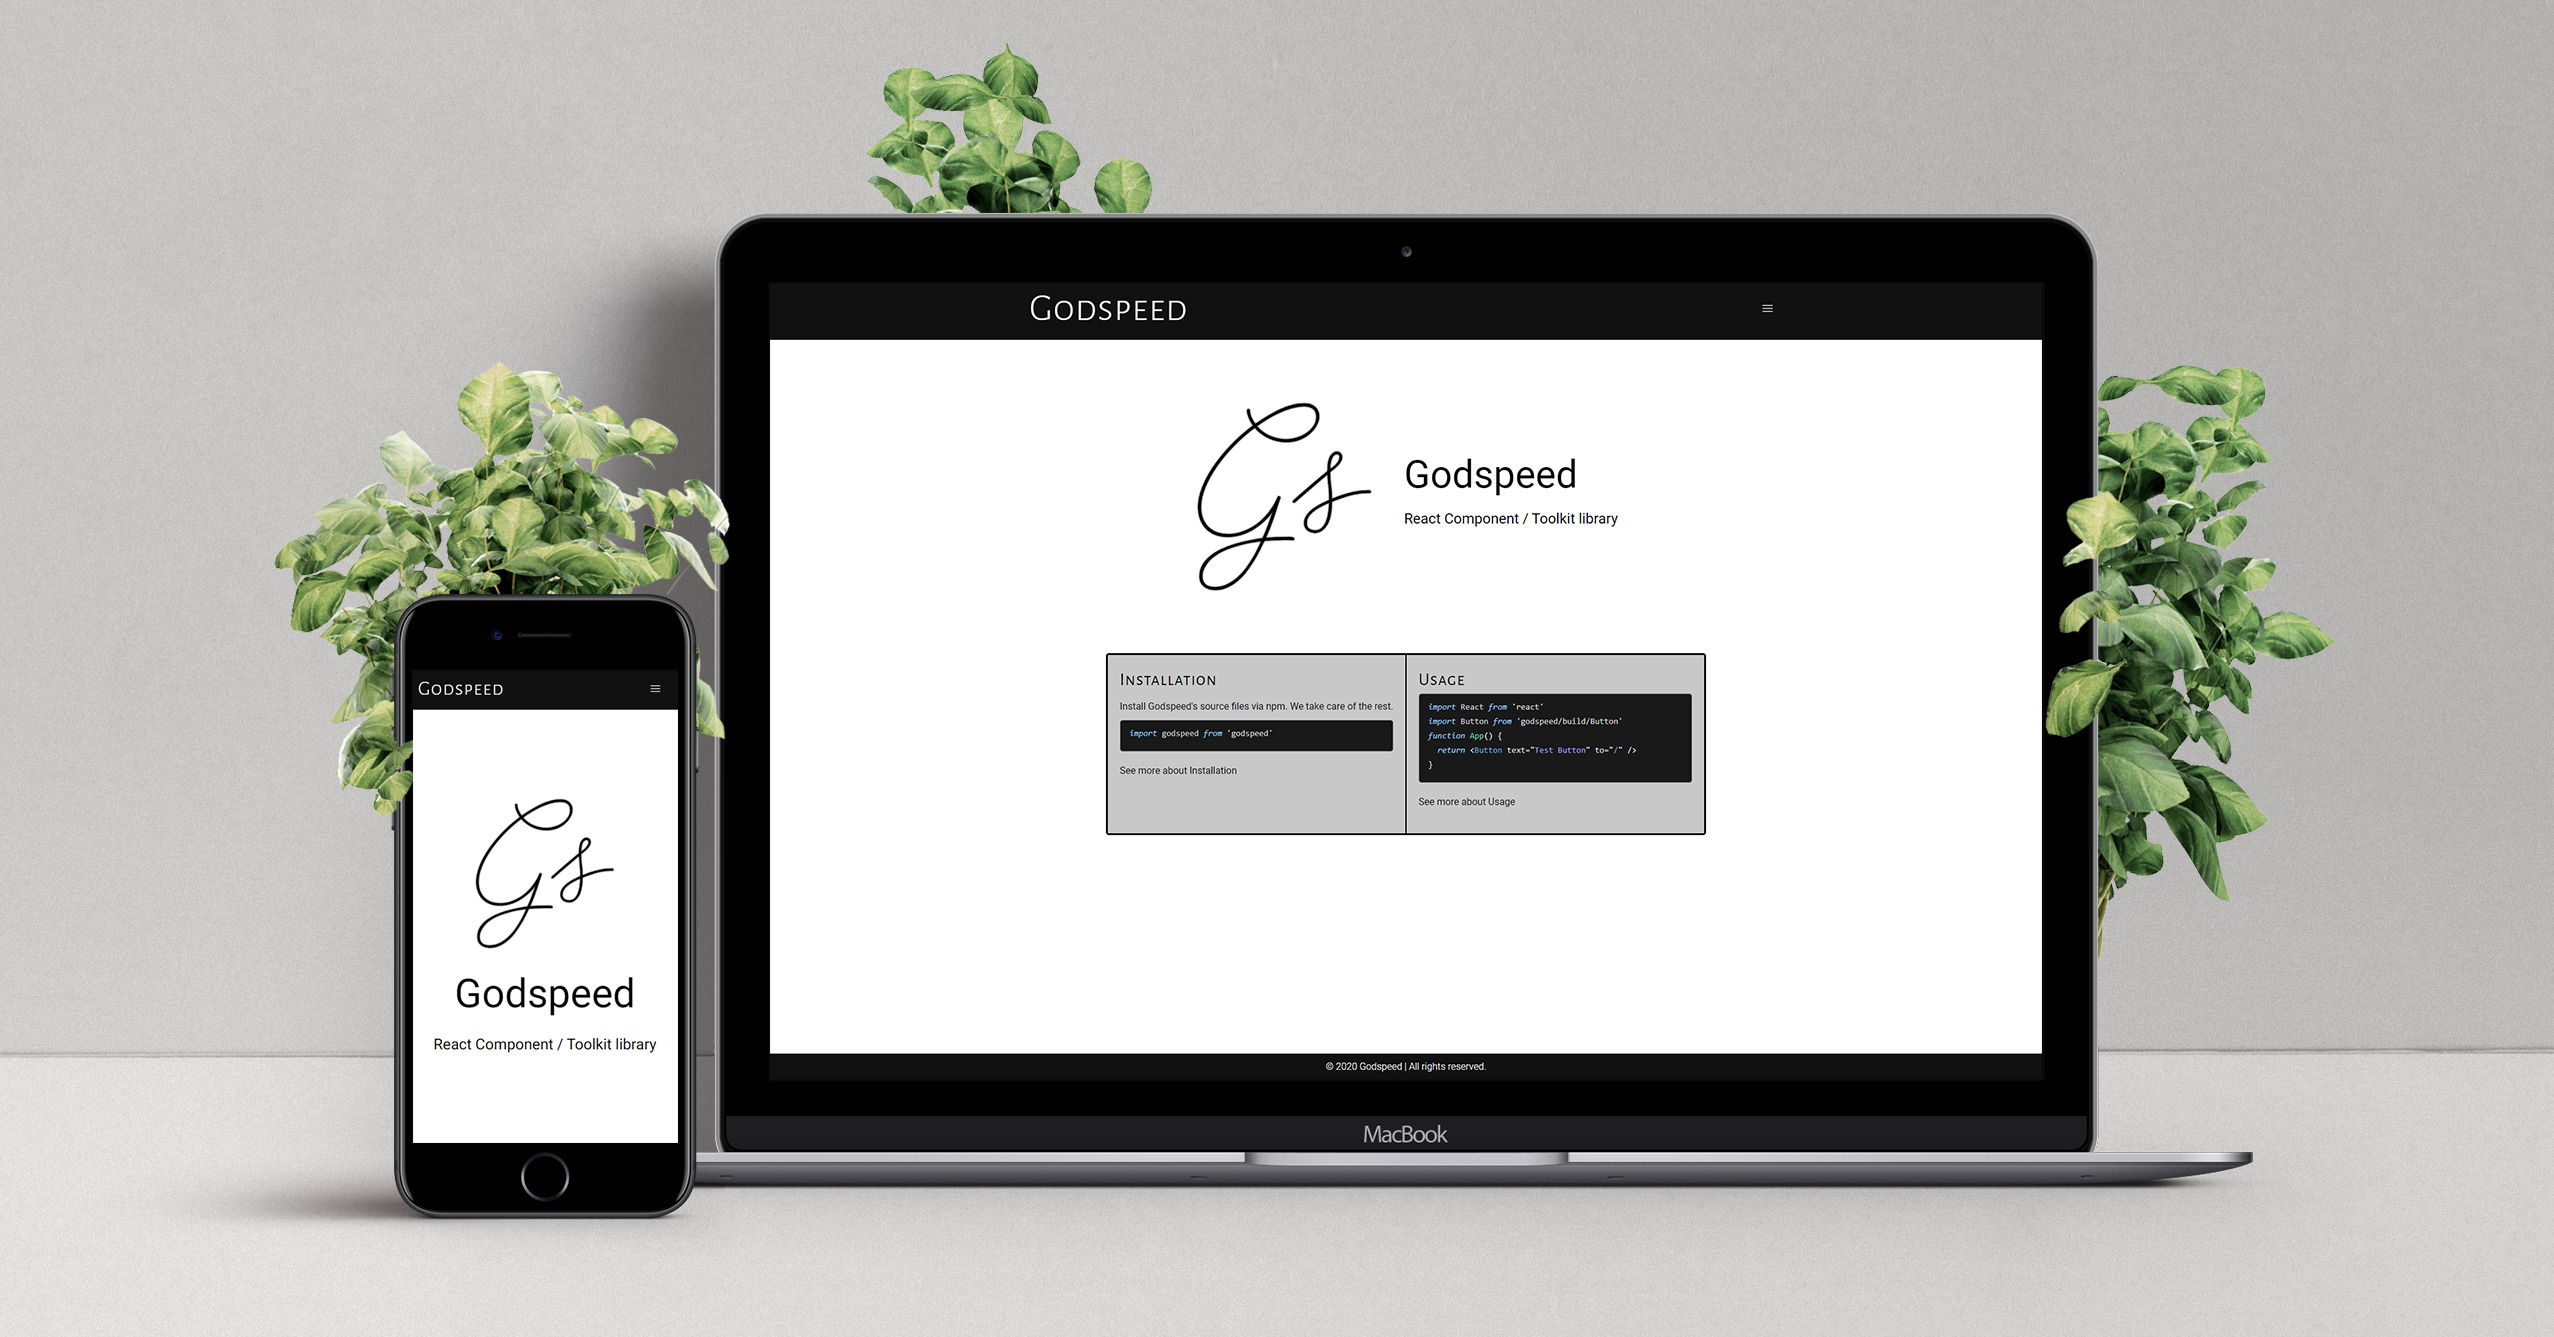 GODSPEED
Gs
Godspeed
React Component / Toolkit library
INSTALLATION
Install Godspeed's source files via npm. We take care of the rest.
import godspeed from 'godspeed'
See more about Installation
USAGE
import React from 'react'
import Button from 'godspeed/build/Button'
function App() {
  return <Button text="Test Button" to="/" />
}
See more about Usage
© 2020 Godspeed | All rights reserved.
MacBook
GODSPEED
Gs
Godspeed
React Component / Toolkit library